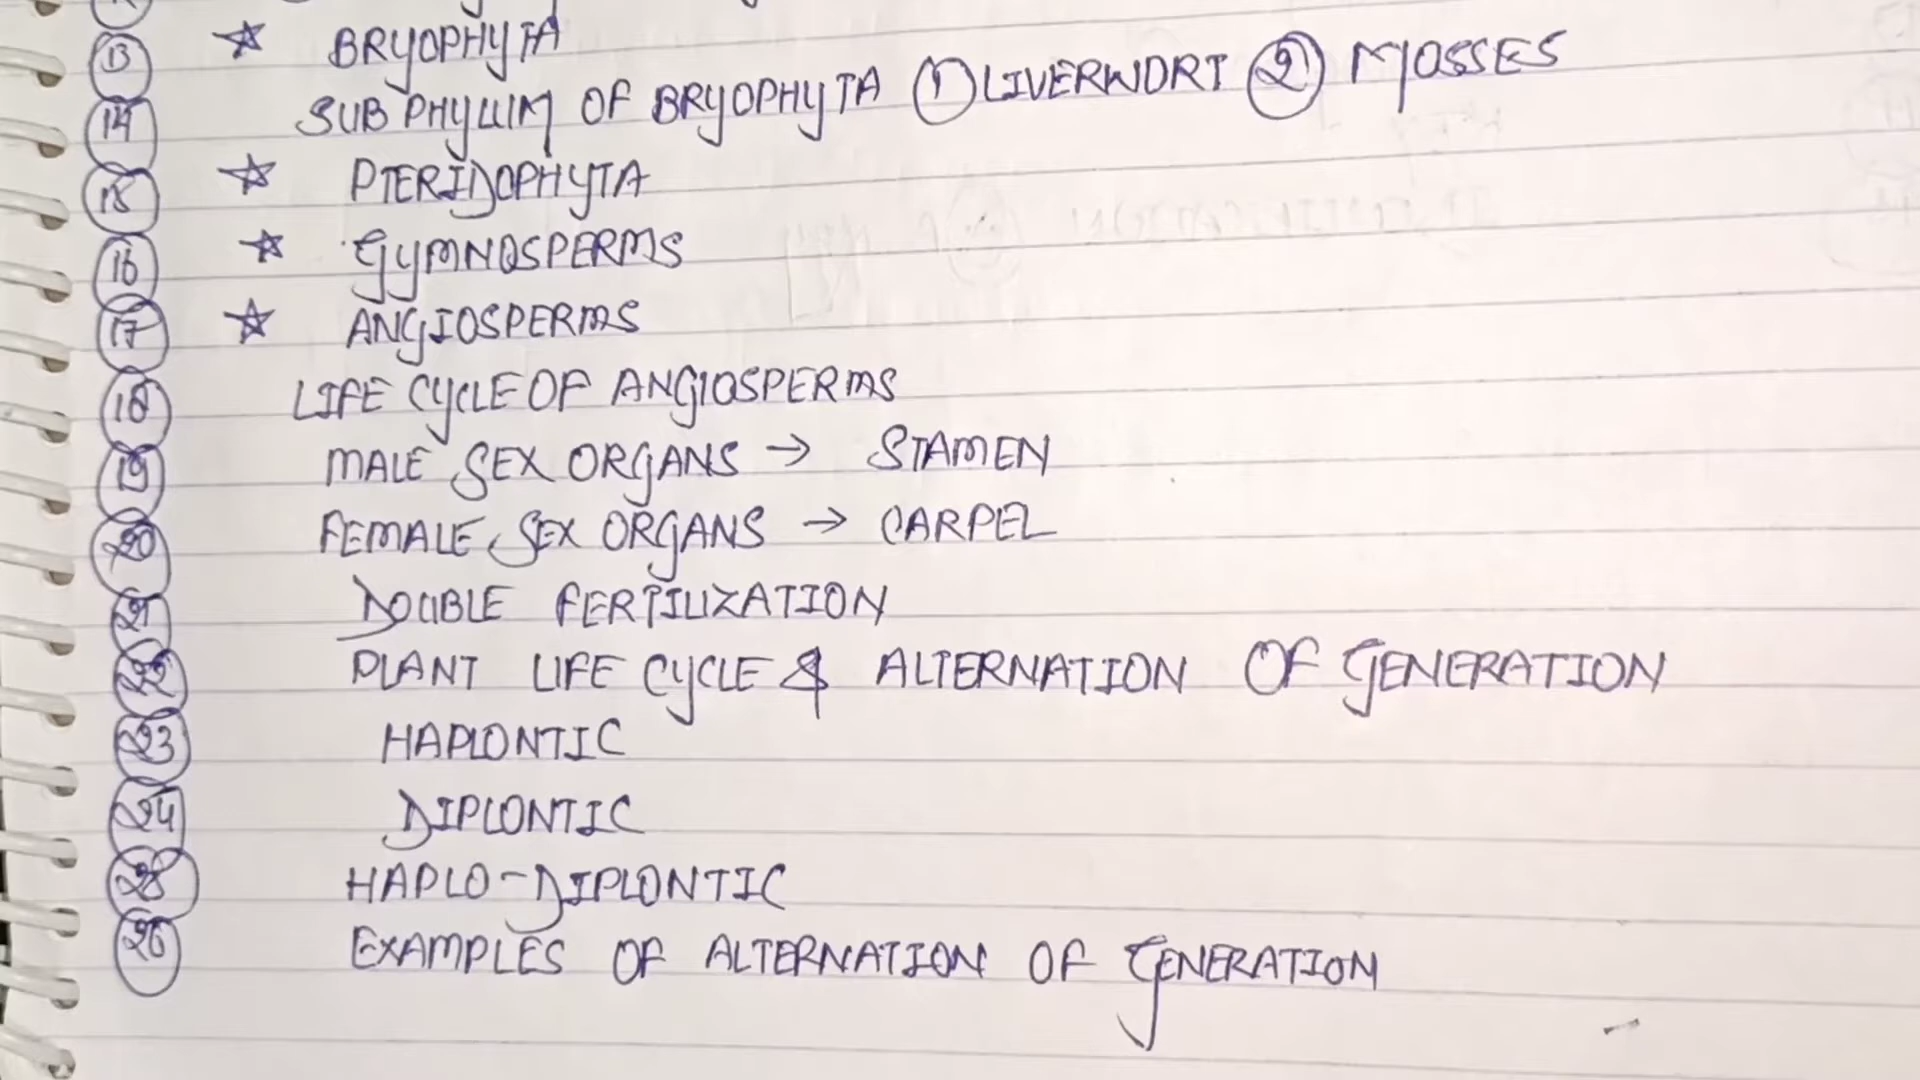 13 ☆ BRYOPHYTA
14 SUB PHYLUM OF BRYOPHYTA ① LIVERWORT ② MOSSES
15 ☆ PTERIDOPHYTA
16 ☆ GYMNOSPERMS
17 ☆ ANGIOSPERMS
18 LIFE CYCLE OF ANGIOSPERMS
19 MALE SEX ORGANS → STAMEN
20 FEMALE SEX ORGANS → CARPEL
21 DOUBLE FERTILIZATION
22 PLANT LIFE CYCLE & ALTERNATION OF GENERATION
23 HAPLONTIC
24 DIPLONTIC
25 HAPLO-DIPLONTIC
26 EXAMPLES OF ALTERNATION OF GENERATION